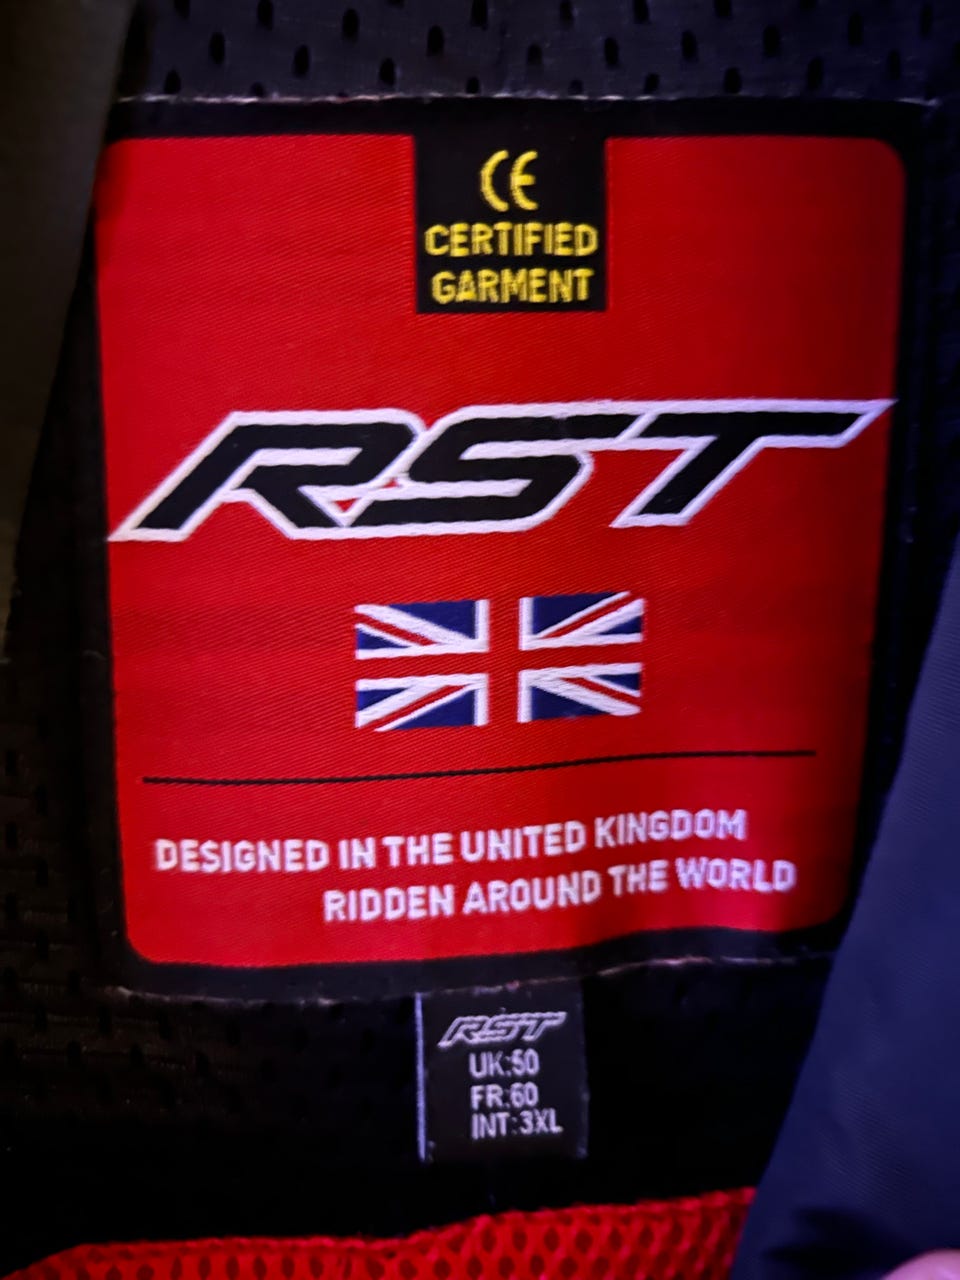 CE
CERTIFIED
GARMENT
RST
DESIGNED IN THE UNITED KINGDOM
RIDDEN AROUND THE WORLD
RST
UK:50
FR:60
INT:3XL